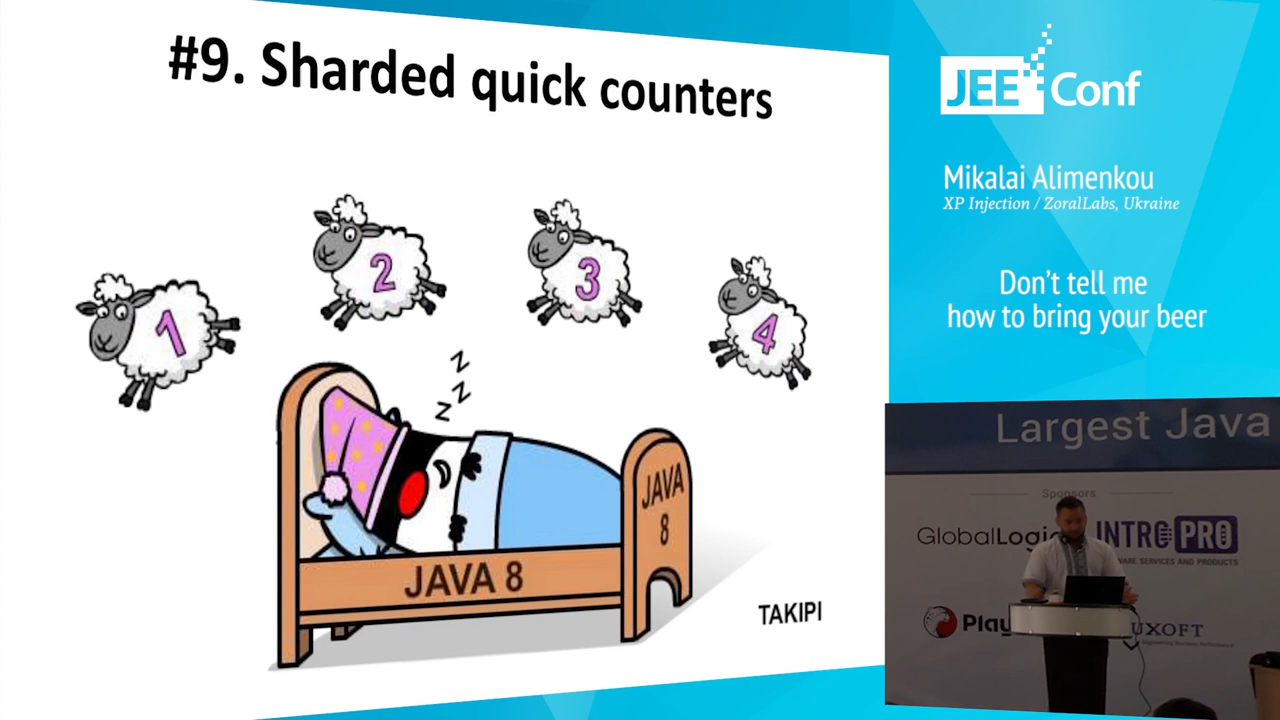 #9. Sharded quick counters
1
2
3
4
z
z
z
JAVA
8
JAVA 8
TAKIPI
JEE Conf
Mikalai Alimenkou
XP Injection / ZoralLabs, Ukraine
Don't tell me
how to bring your beer
Largest Java
Sponsors
GlobalLogic
INTRO PRO
WARE SERVICES AND PRODUCTS
Play
UXOFT